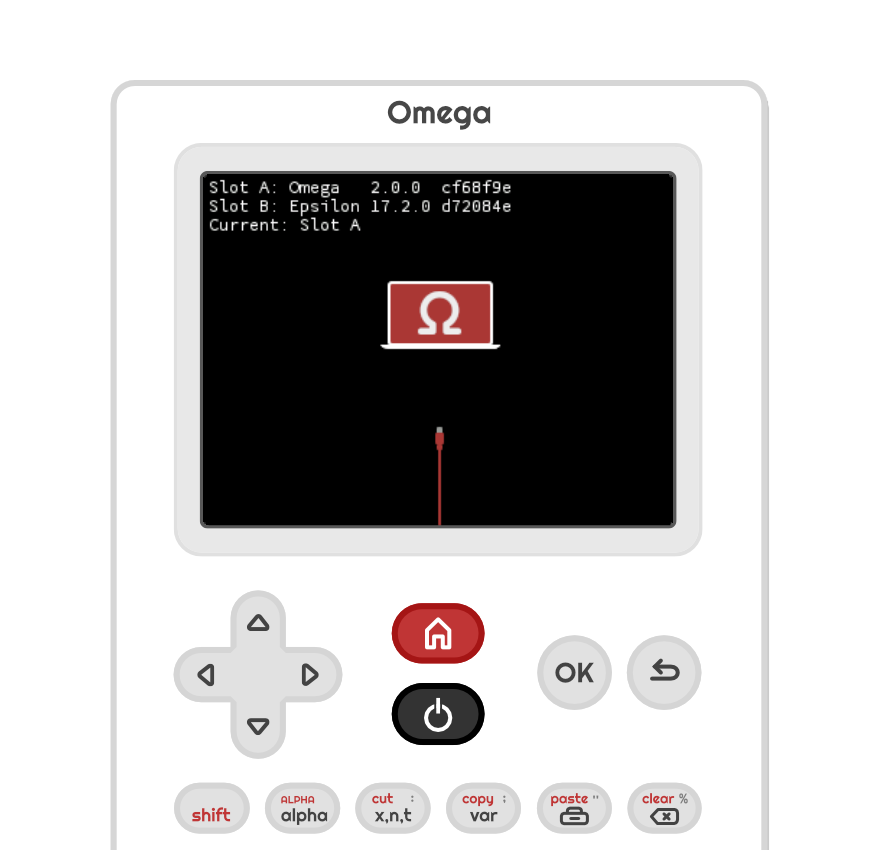 Omega
Slot A: Omega 2.0.0 cf68f9e
Slot B: Epsilon 17.2.0 d72084e
Current: Slot A
Ω
OK
shift
ALPHA
alpha
cut :
x,n,t
copy ;
var
paste "
clear %